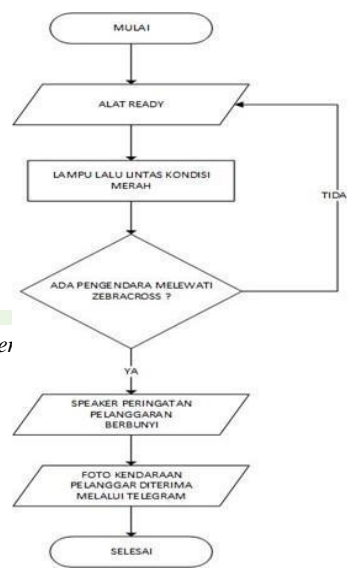 MULAI
ALAT READY
LAMPU LALU LINTAS KONDISI
MERAH
TIDA
ADA PENGENDARA MELEWATI
ZEBRACROSS ?
er
YA
SPEAKER PERINGATAN
PELANGGARAN
BERBUNYI
FOTO KENDARAAN
PELANGGAR DITERIMA
MELALUI TELEGRAM
SELESAI